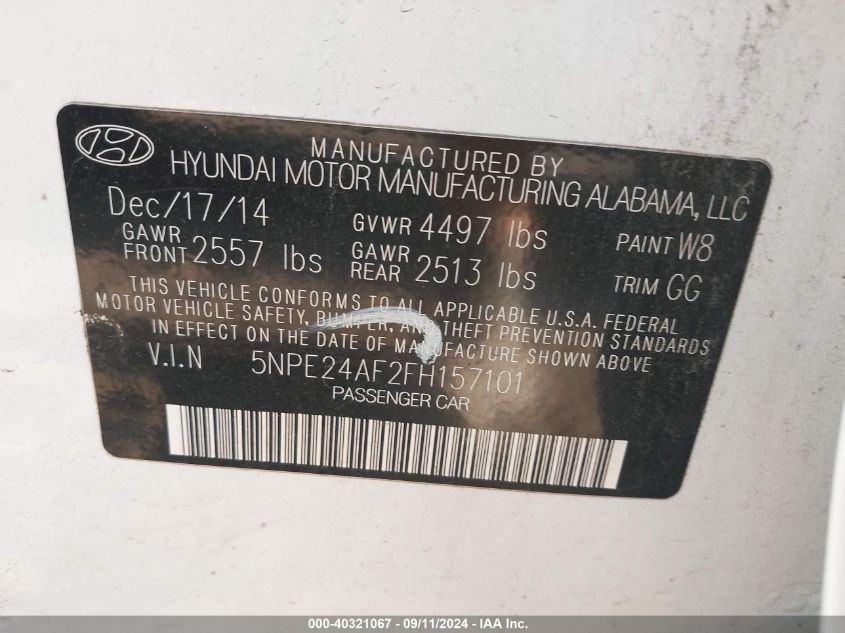 MANUFACTURED BY
HYUNDAI MOTOR MANUFACTURING ALABAMA, LLC
Dec/17/14 GVWR 4497 lbs PAINT W8
GAWR FRONT 2557 lbs GAWR REAR 2513 lbs TRIM GG
THIS VEHICLE CONFORMS TO ALL APPLICABLE U.S.A. FEDERAL
MOTOR VEHICLE SAFETY, BUMPER, AND THEFT PREVENTION STANDARDS
IN EFFECT ON THE DATE OF MANUFACTURE SHOWN ABOVE
V.I.N 5NPE24AF2FH157101
PASSENGER CAR
000-40321067 - 09/11/2024 - IAA Inc.